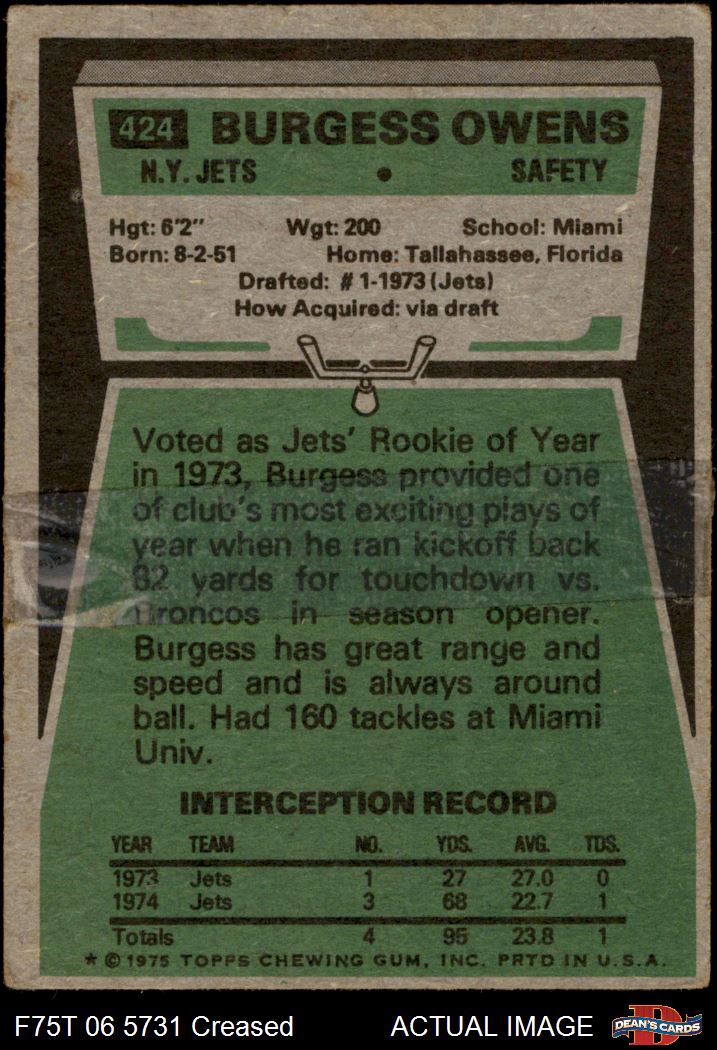 424 BURGESS OWENS
N.Y. JETS • SAFETY
Hgt: 6'2" Wgt: 200 School: Miami
Born: 8-2-51 Home: Tallahassee, Florida
Drafted: #1-1973 (Jets)
How Acquired: via draft
Voted as Jets' Rookie of Year
in 1973, Burgess provided one
of club's most exciting plays of
year when he ran kickoff back
82 yards for touchdown vs.
Broncos in season opener.
Burgess has great range and
speed and is always around
ball. Had 160 tackles at Miami
Univ.
INTERCEPTION RECORD
YEAR TEAM NO. YDS. AVG. TDS.
1973 Jets 1 27 27.0 0
1974 Jets 3 68 22.7 1
Totals 4 95 23.8 1
* © 1975 TOPPS CHEWING GUM, INC. PRTD IN U.S.A.
F75T 06 5731 Creased ACTUAL IMAGE DEAN'S CARDS